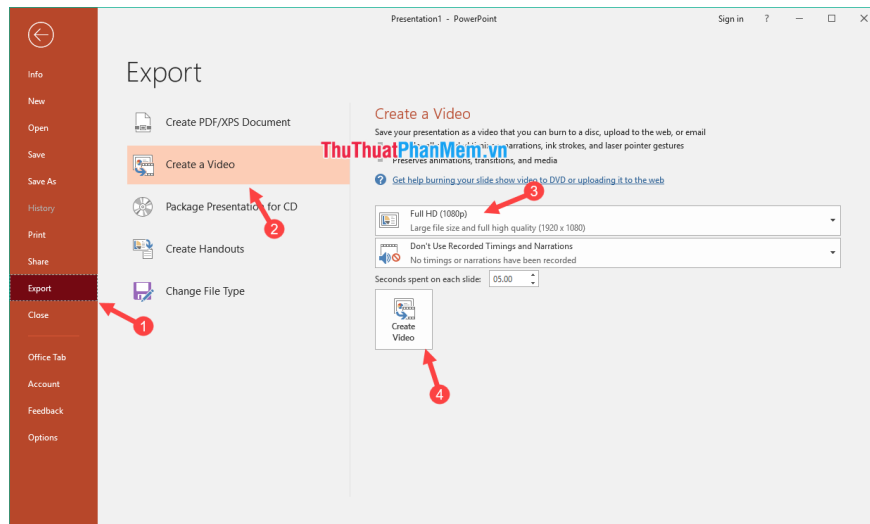 Presentation1 - PowerPoint
Sign in
?
Info
New
Open
Save
Save As
History
Print
Share
Export
Close
Office Tab
Account
Feedback
Options
Export
Create PDF/XPS Document
Create a Video
Package Presentation for CD
Create Handouts
Change File Type
Create a Video
Save your presentation as a video that you can burn to a disc, upload to the web, or email
narrations, ink strokes, and laser pointer gestures
ThuThuatPhanMem.vn
Preserves animations, transitions, and media
Get help burning your slide show video to DVD or uploading it to the web
Full HD (1080p)
Large file size and full high quality (1920 x 1080)
Don't Use Recorded Timings and Narrations
No timings or narrations have been recorded
Seconds spent on each slide: 05.00
Create
Video
1
2
3
4